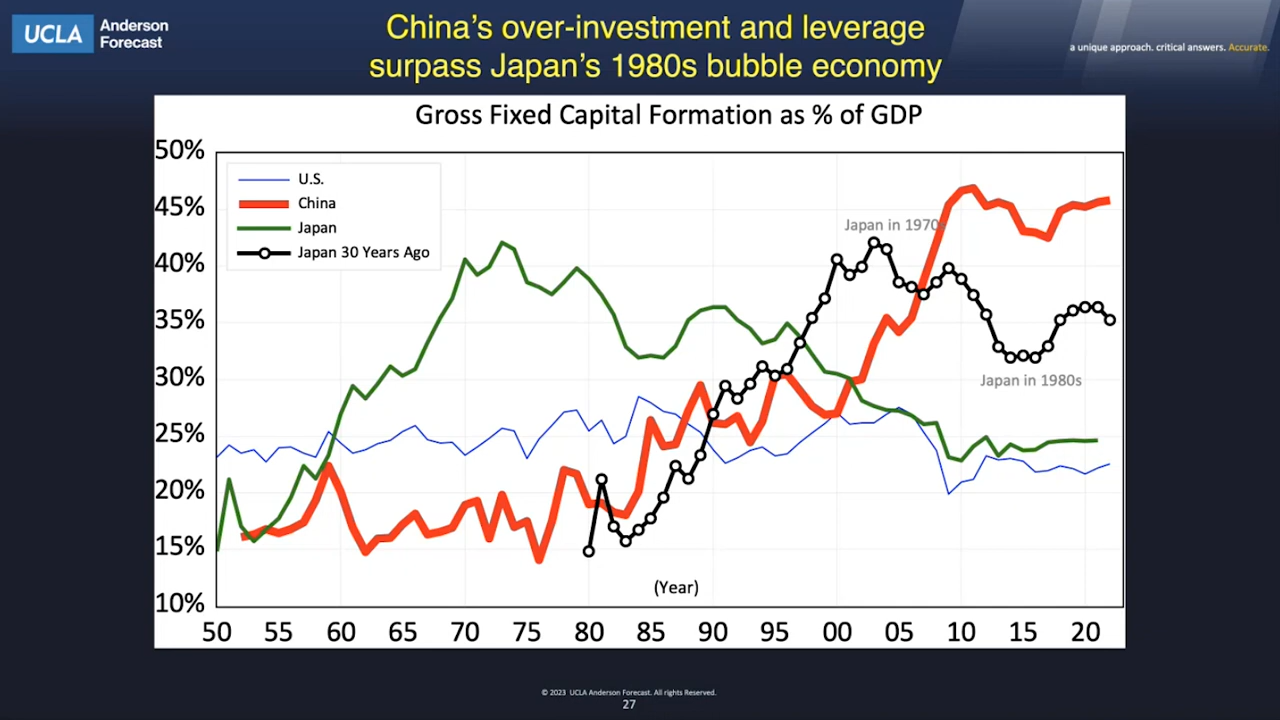 UCLA Anderson Forecast
China's over-investment and leverage
surpass Japan's 1980s bubble economy
a unique approach. critical answers. Accurate.
Gross Fixed Capital Formation as % of GDP
50%
45%
40%
35%
30%
25%
20%
15%
10%
U.S.
China
Japan
Japan 30 Years Ago
Japan in 1970s
Japan in 1980s
(Year)
50 55 60 65 70 75 80 85 90 95 00 05 10 15 20
© 2023 UCLA Anderson Forecast. All rights Reserved.
27